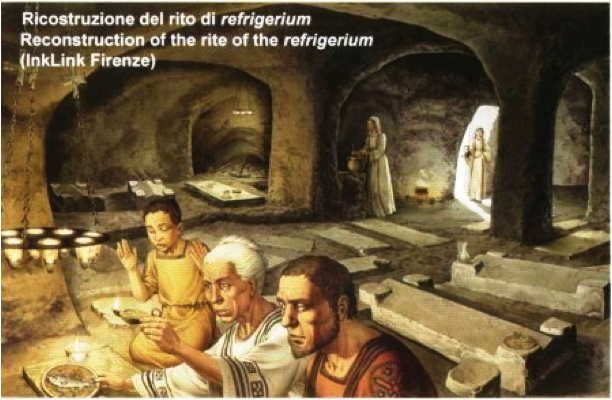 Ricostruzione del rito di refrigerium
Reconstruction of the rite of the refrigerium
(InkLink Firenze)